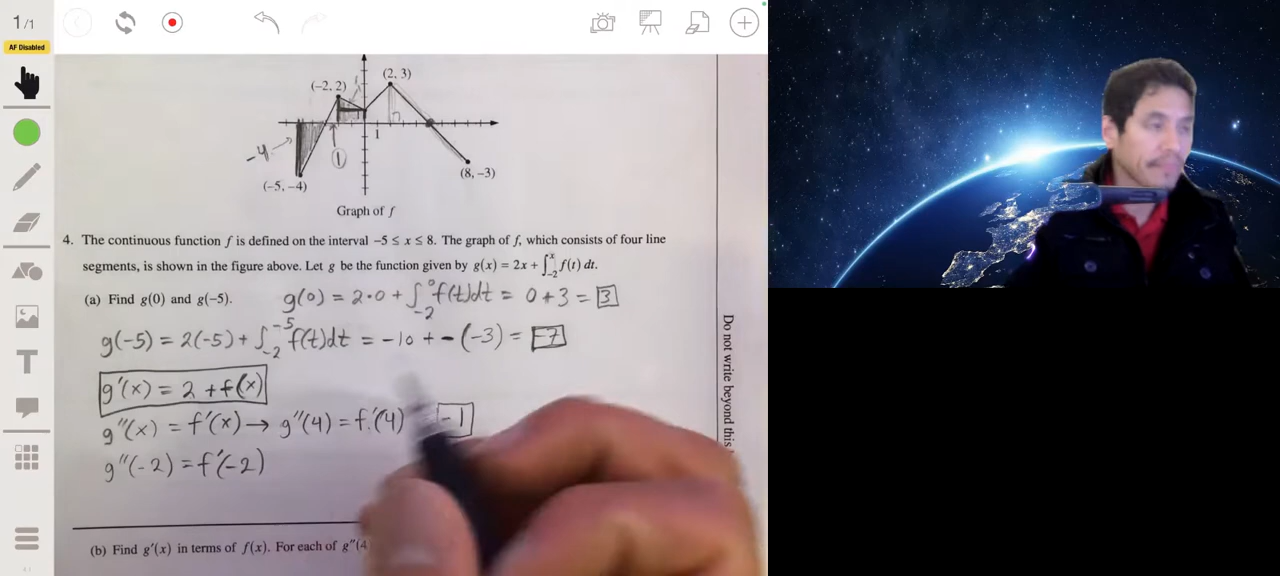 1/1
AF Disabled
(2, 3)
(-2, 2)
1
-4
1
(-5, -4)
(8, -3)
Graph of f
4. The continuous function f is defined on the interval -5 ≤ x ≤ 8. The graph of f, which consists of four line
segments, is shown in the figure above. Let g be the function given by g(x) = 2x + ∫_{-2}^{x} f(t) dt.
(a) Find g(0) and g(-5). g(0) = 2·0 + ∫_{-2}^{0} f(t)dt = 0+3 = 3
g(-5) = 2(-5) + ∫_{-2}^{-5} f(t)dt = -10 + -(-3) = -7
g'(x) = 2 + f(x)
g''(x) = f'(x) → g''(4) = f'(4) = -1
g''(-2) = f'(-2)
(b) Find g′(x) in terms of f(x). For each of g″(4
Do not write beyond this
T